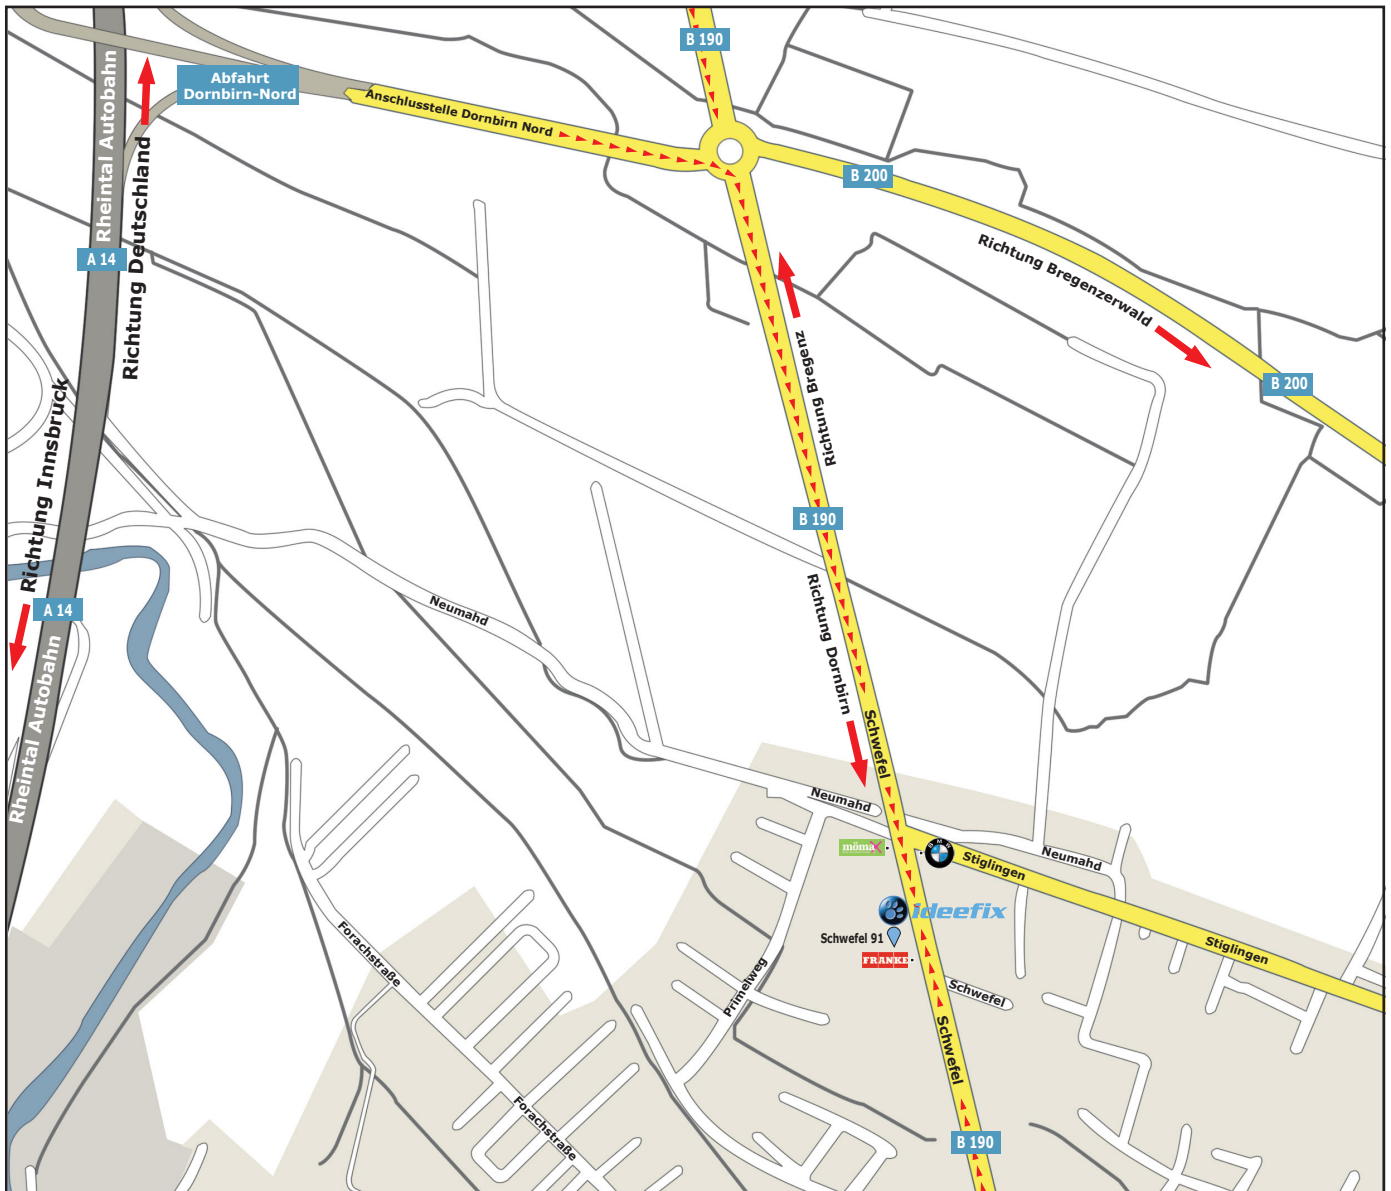 B 190
Rheintal Autobahn
Abfahrt
Dornbirn-Nord
Anschlusstelle Dornbirn Nord
B 200
Richtung Deutschland
A 14
Richtung Bregenzerwald
Richtung Bregenz
B 200
Richtung Innsbruck
B 190
A 14
Neumahd
Richtung Dornbirn
Rheintal Autobahn
Schwefel
Neumahd
mömax
BMW
Stiglingen
Neumahd
ideefix
Schwefel 91
FRANKE
Stiglingen
Forachstraße
Primelweg
Schwefel
Schwefel
Forachstraße
B 190